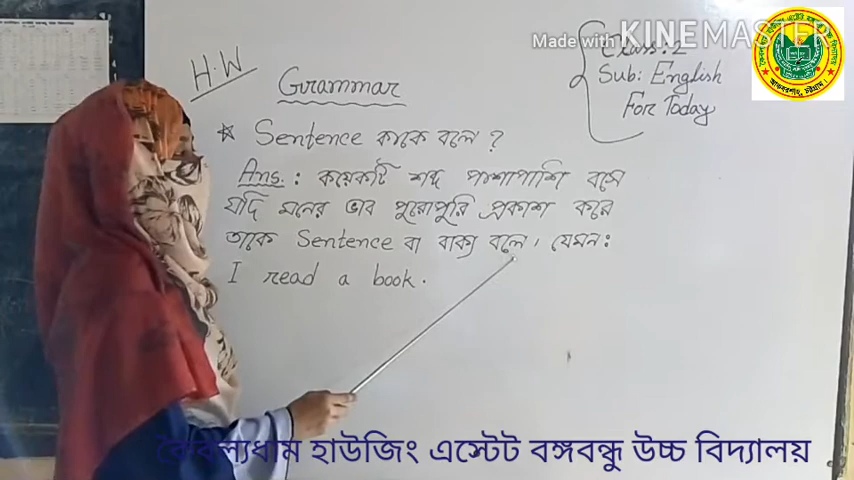 Made with KINEMASTER
H.W
Grammar
Class: 2
Sub: English
For Today
Sentence কাকে বলে ?
Ans: কয়েকটি শব্দ পাশাপাশি বসে
যদি মনের ভাব পুরোপুরি প্রকাশ করে
তাকে Sentence বা বাক্য বলে। যেমনঃ
I read a book.
কৈবল্যধাম হাউজিং এস্টেট বঙ্গবন্ধু উচ্চ বিদ্যালয়